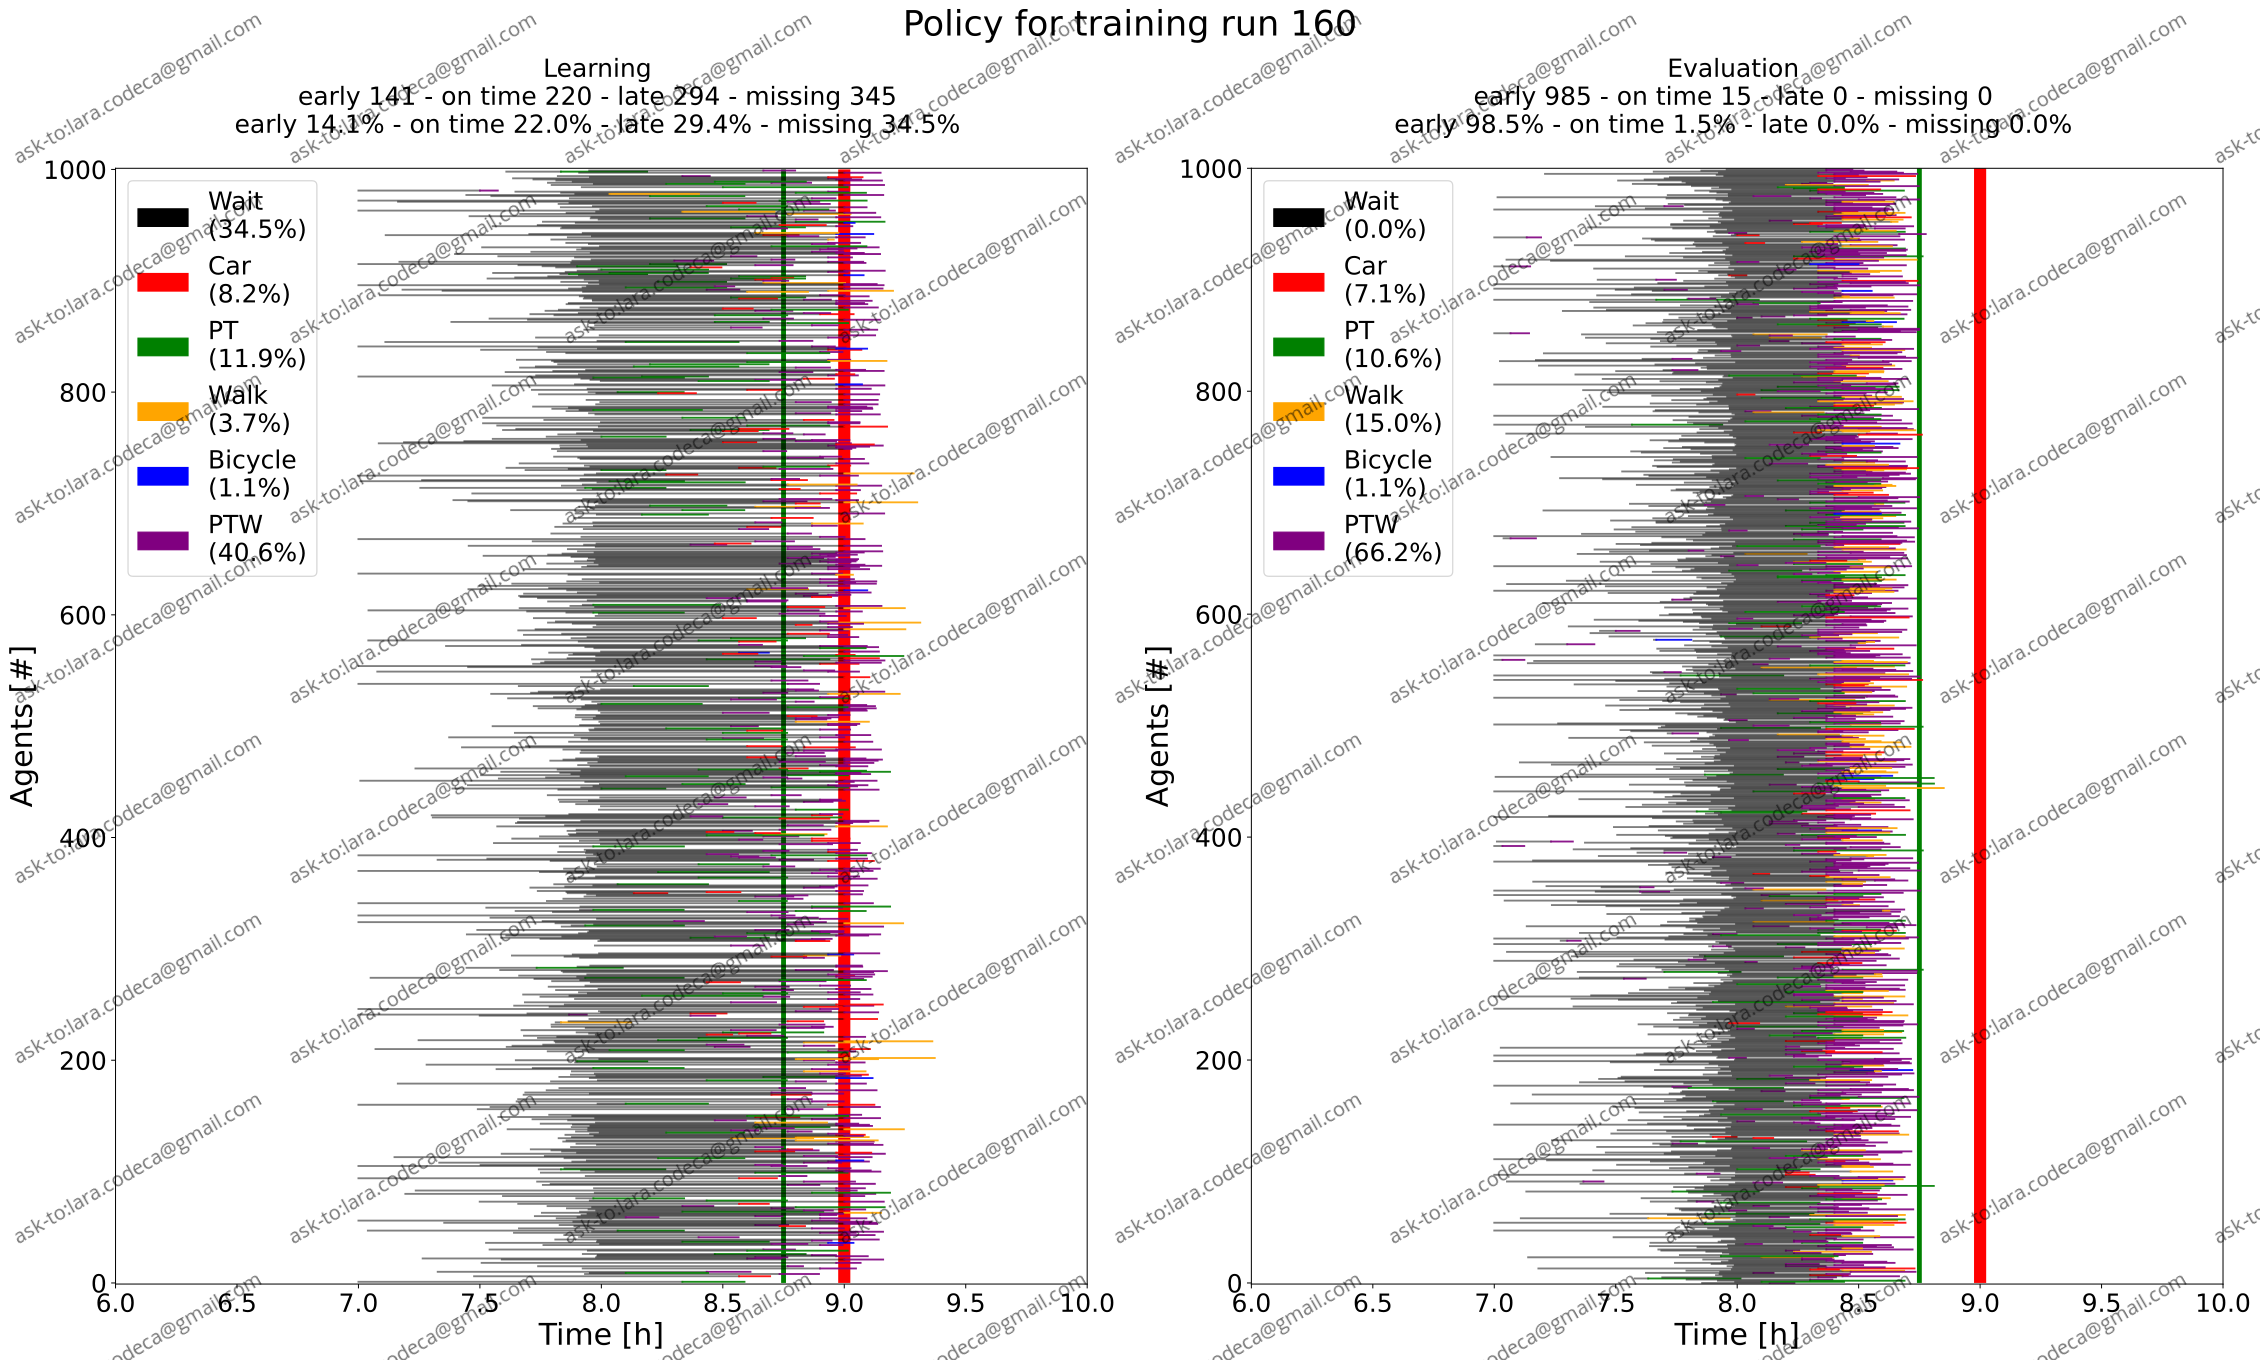 Policy for training run 160
Learning
early 141 - on time 220 - late 294 - missing 345
early 14.1% - on time 22.0% - late 29.4% - missing 34.5%
1000
800
600
400
200
0
Agents [#]
Wait
(34.5%)
Car
(8.2%)
PT
(11.9%)
Walk
(3.7%)
Bicycle
(1.1%)
PTW
(40.6%)
6.0 6.5 7.0 7.5 8.0 8.5 9.0 9.5 10.0
Time [h]
Evaluation
early 985 - on time 15 - late 0 - missing 0
early 98.5% - on time 1.5% - late 0.0% - missing 0.0%
1000
800
600
400
200
0
Agents [#]
Wait
(0.0%)
Car
(7.1%)
PT
(10.6%)
Walk
(15.0%)
Bicycle
(1.1%)
PTW
(66.2%)
6.0 6.5 7.0 7.5 8.0 8.5 9.0 9.5 10.0
Time [h]
ask-to:lara.codeca@gmail.com